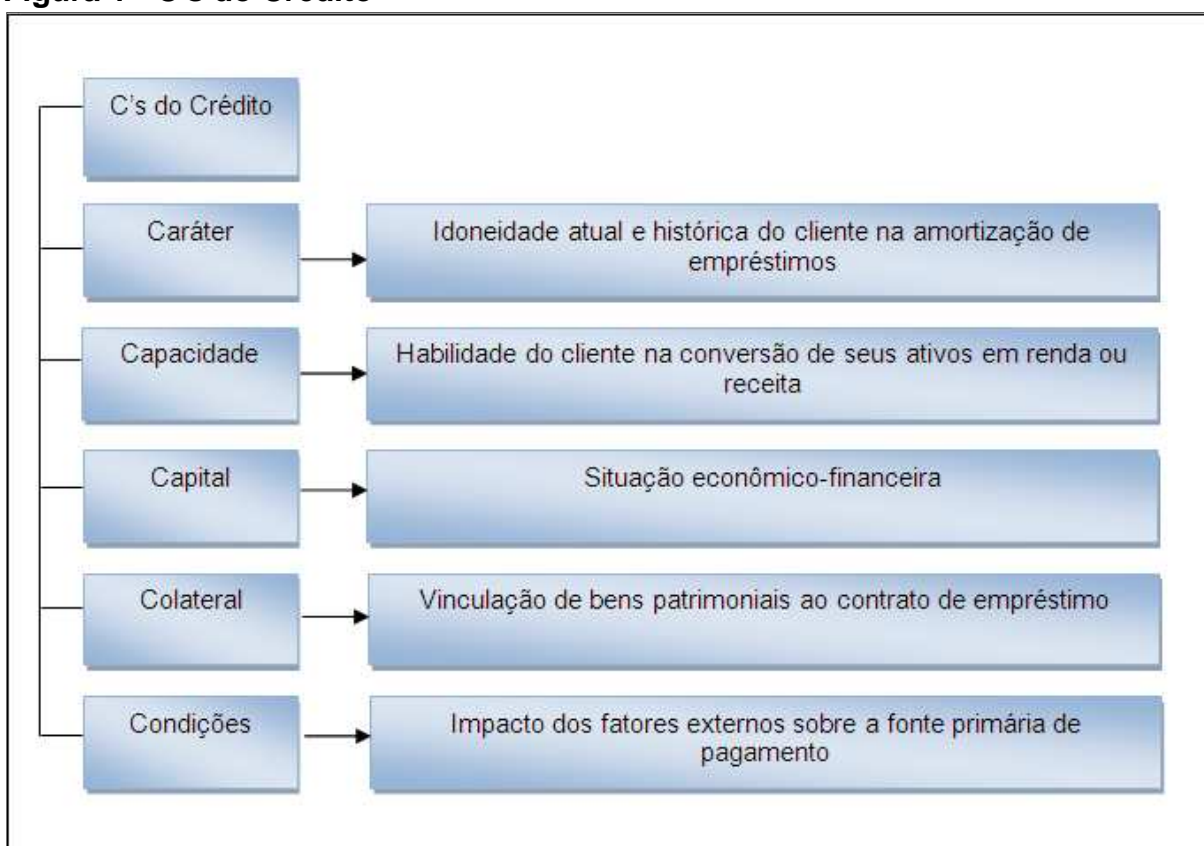 C's do Crédito
Caráter
Idoneidade atual e histórica do cliente na amortização de
empréstimos
Capacidade
Habilidade do cliente na conversão de seus ativos em renda ou
receita
Capital
Situação econômico-financeira
Colateral
Vinculação de bens patrimoniais ao contrato de empréstimo
Condições
Impacto dos fatores externos sobre a fonte primária de
pagamento